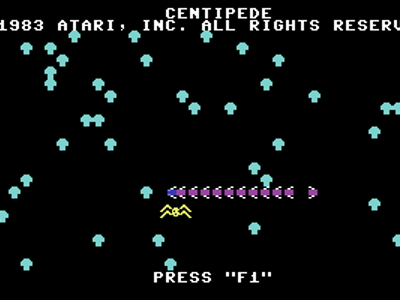 CENTIPEDE
1983 ATARI, INC. ALL RIGHTS RESERV
PRESS "F1"